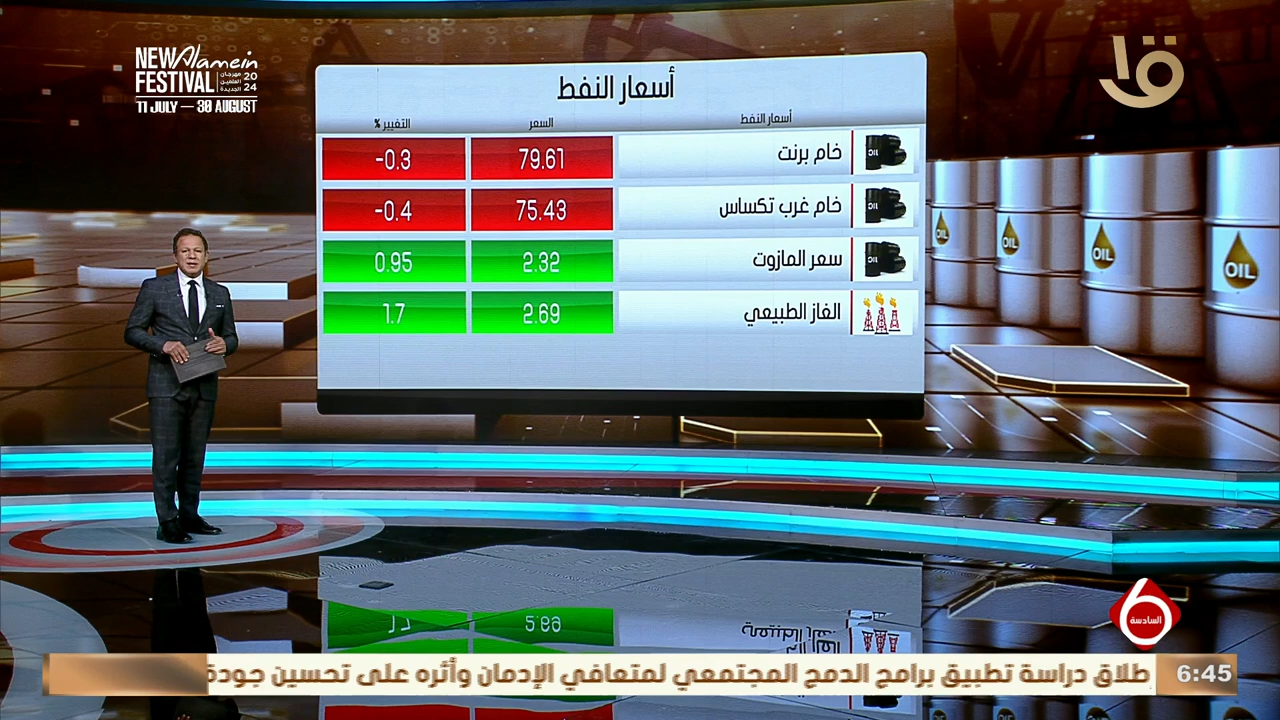 NEW Alamein
FESTIVAL
مهرجان
العلمين
الجديدة
20
24
11 JULY — 30 AUGUST
أسعار النفط
أسعار النفط السعر التغيير %
خام برنت 79.61 -0.3
خام غرب تكساس 75.43 -0.4
سعر المازوت 2.32 0.95
الغاز الطبيعي 2.69 1.7
OIL
OIL
OIL
OIL
6
السادسة
6:45
طلاق دراسة تطبيق برامج الدمج المجتمعي لمتعافي الإدمان وأثره على تحسين جودة